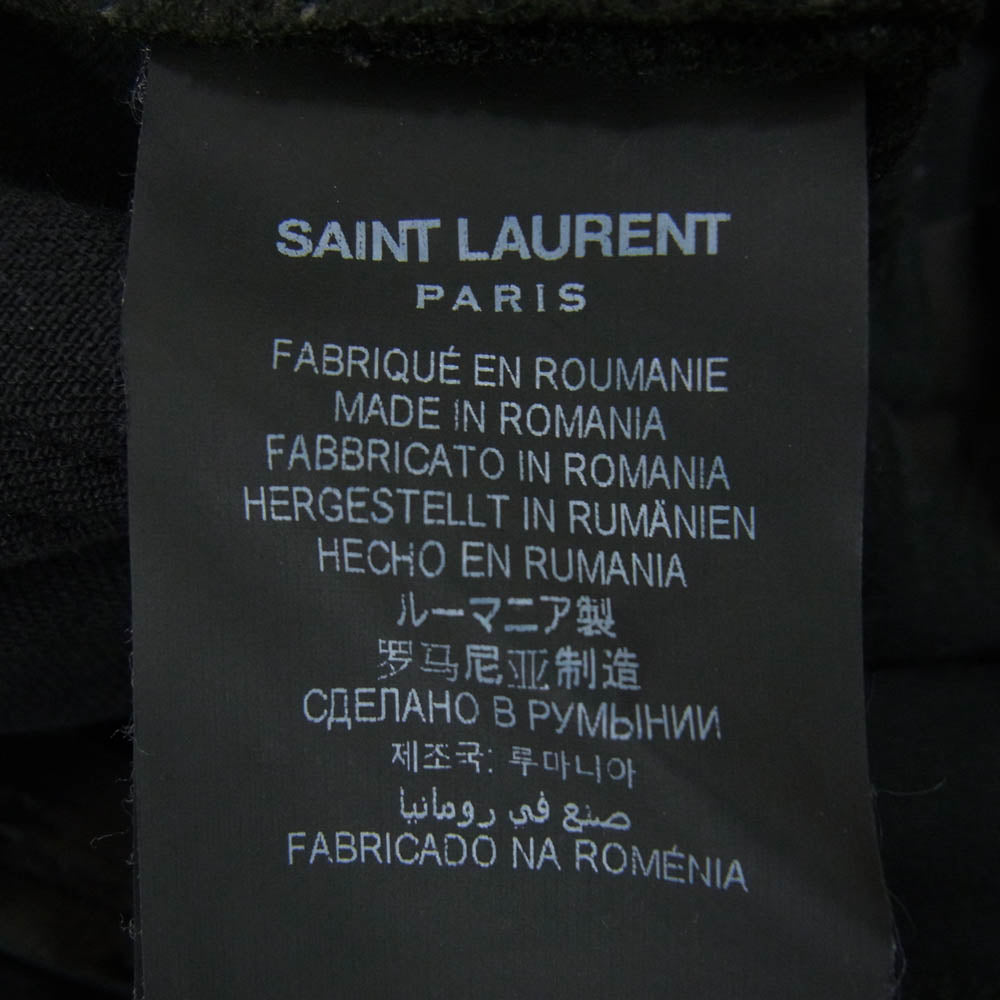 SAINT LAURENT
PARIS
FABRIQUÉ EN ROUMANIE
MADE IN ROMANIA
FABBRICATO IN ROMANIA
HERGESTELLT IN RUMÄNIEN
HECHO EN RUMANIA
ルーマニア製
罗马尼亚制造
СДЕЛАНО В РУМЫНИИ
제조국: 루마니아
صنع في رومانيا
FABRICADO NA ROMÉNIA